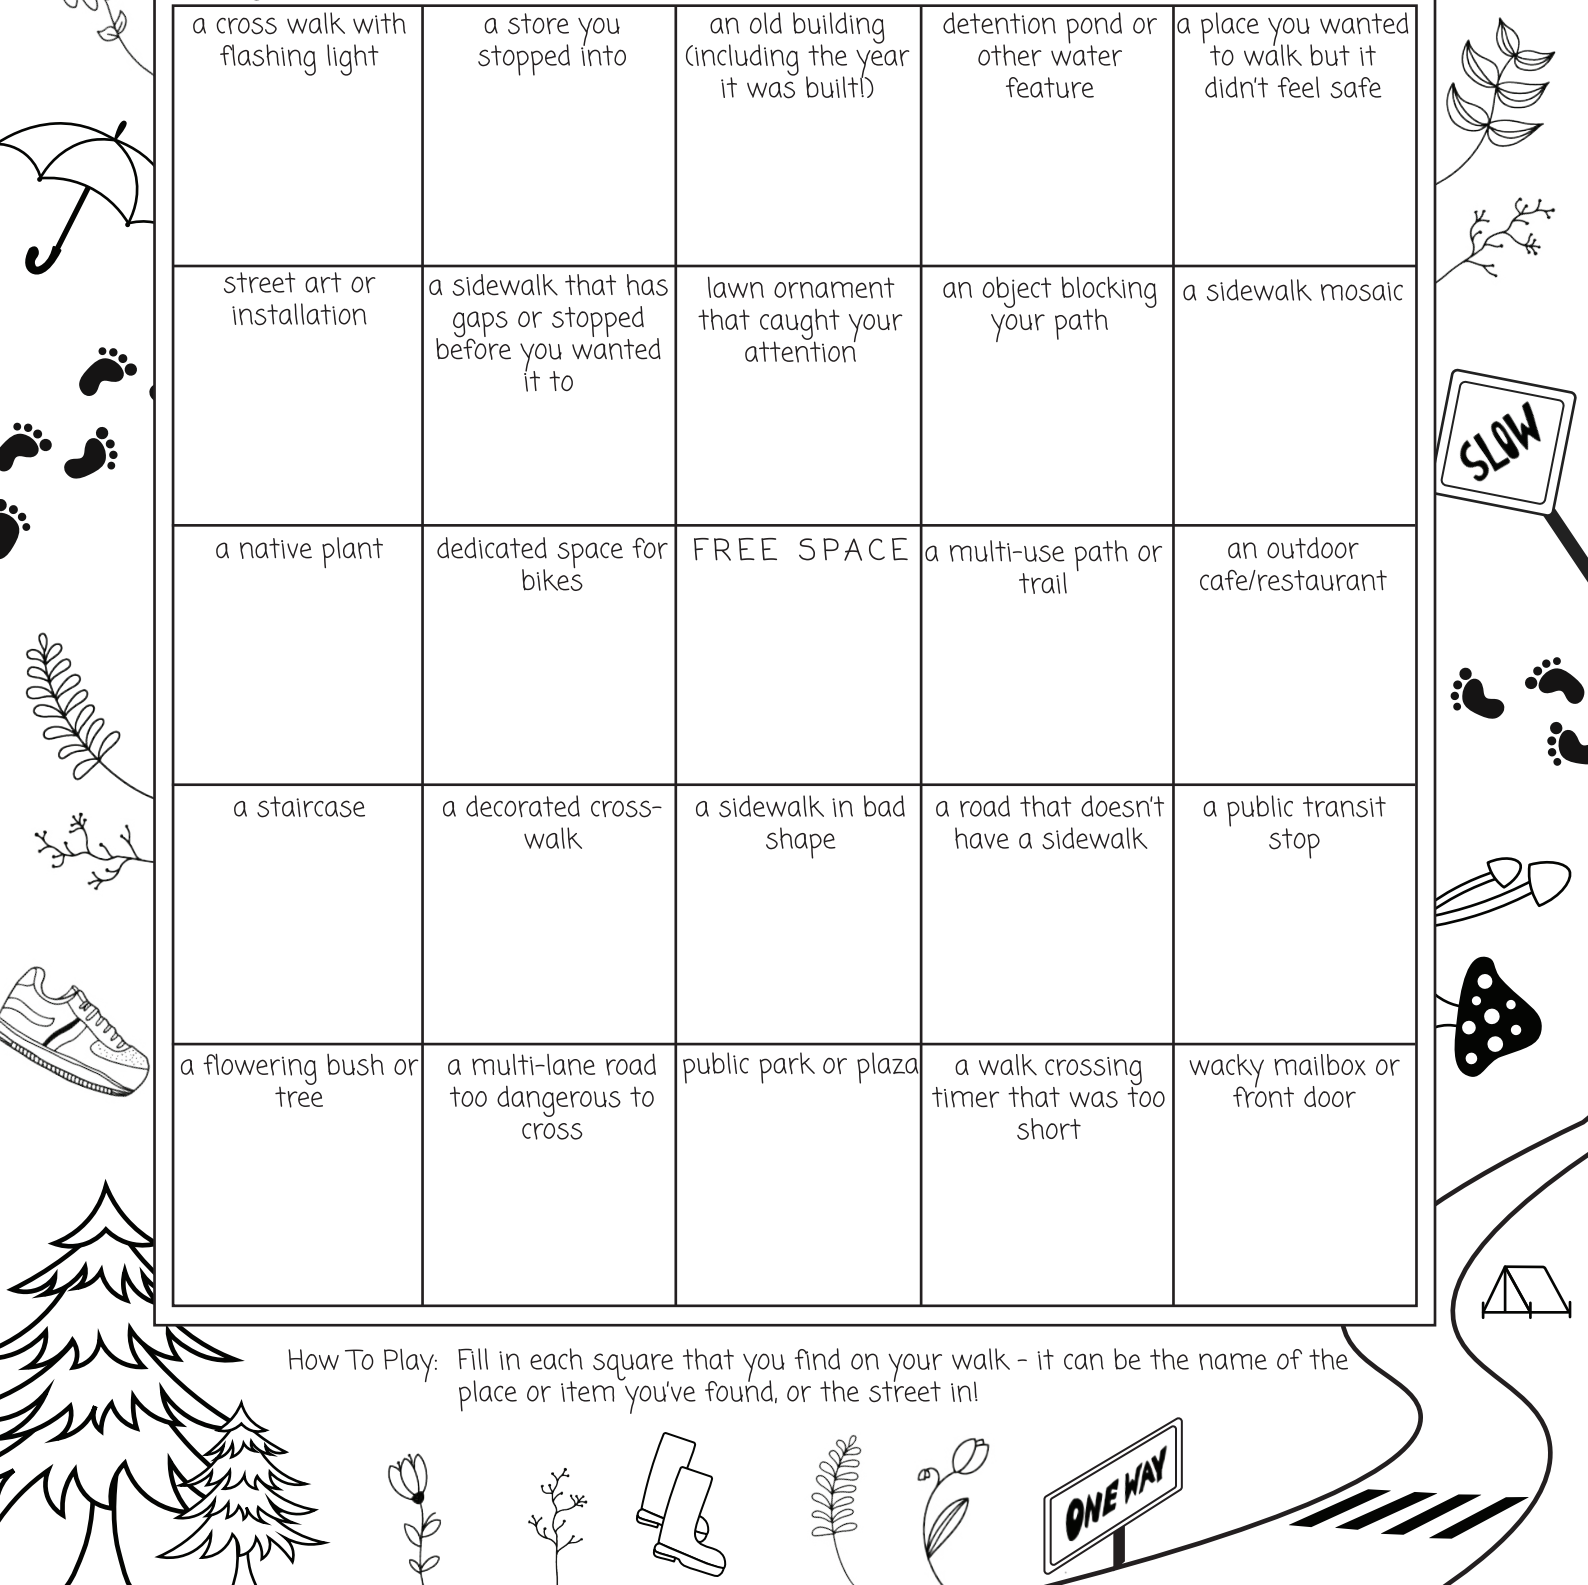 a cross walk with
flashing light
a store you
stopped into
an old building
(including the year
it was built!)
detention pond or
other water
feature
a place you wanted
to walk but it
didn't feel safe
street art or
installation
a sidewalk that has
gaps or stopped
before you wanted
it to
lawn ornament
that caught your
attention
an object blocking
your path
a sidewalk mosaic
SLOW
a native plant
dedicated space for
bikes
FREE SPACE
a multi-use path or
trail
an outdoor
cafe/restaurant
a staircase
a decorated cross-
walk
a sidewalk in bad
shape
a road that doesn't
have a sidewalk
a public transit
stop
a flowering bush or
tree
a multi-lane road
too dangerous to
cross
public park or plaza
a walk crossing
timer that was too
short
wacky mailbox or
front door
How To Play: Fill in each square that you find on your walk - it can be the name of the
place or item you've found, or the street in!
ONE WAY